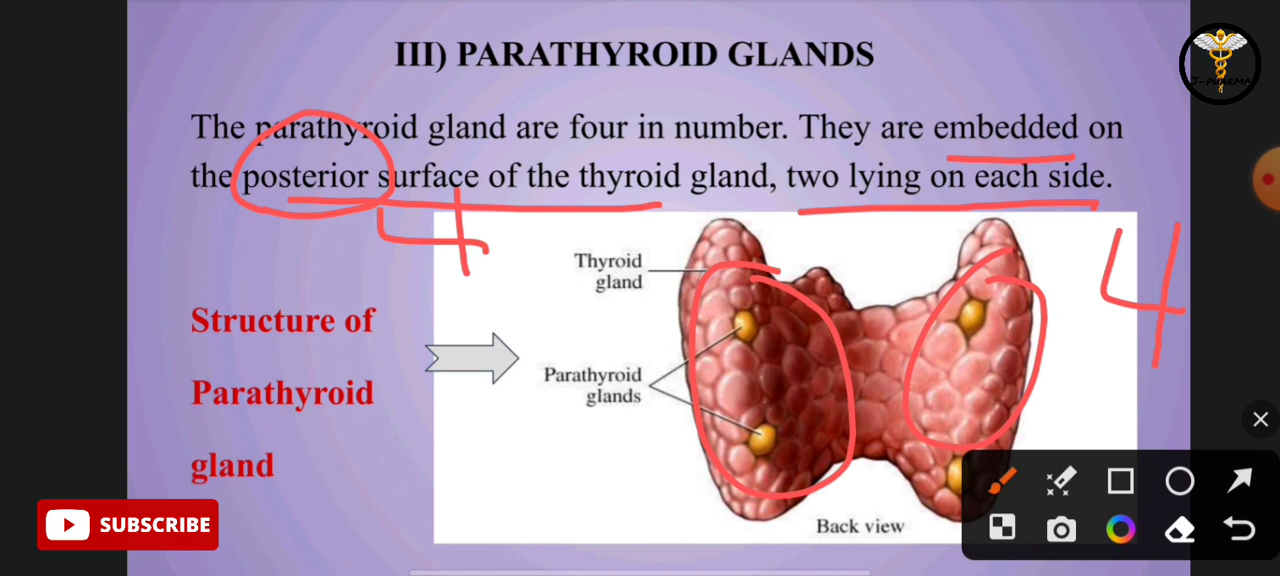 III) PARATHYROID GLANDS
J-PHARMA
The parathyroid gland are four in number. They are embedded on
the posterior surface of the thyroid gland, two lying on each side.
4
4
Thyroid
gland
Structure of
Parathyroid
gland
Parathyroid
glands
Back view
SUBSCRIBE